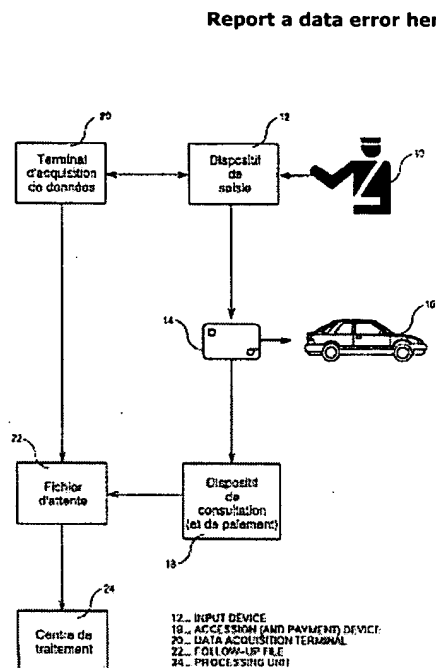 Report a data error her
20
12
Terminal
d'acquisition
de données
Dispositif
de
saisie
10
14
16
22
Fichier
d'attente
Dispositif
de
consultation
(et de paiement)
18
24
Centre de
traitement
12... INPUT DEVICE
18... ACCESSION (AND PAYMENT) DEVICE
20... DATA ACQUISITION TERMINAL
22... FOLLOW-UP FILE
24... PROCESSING UNIT